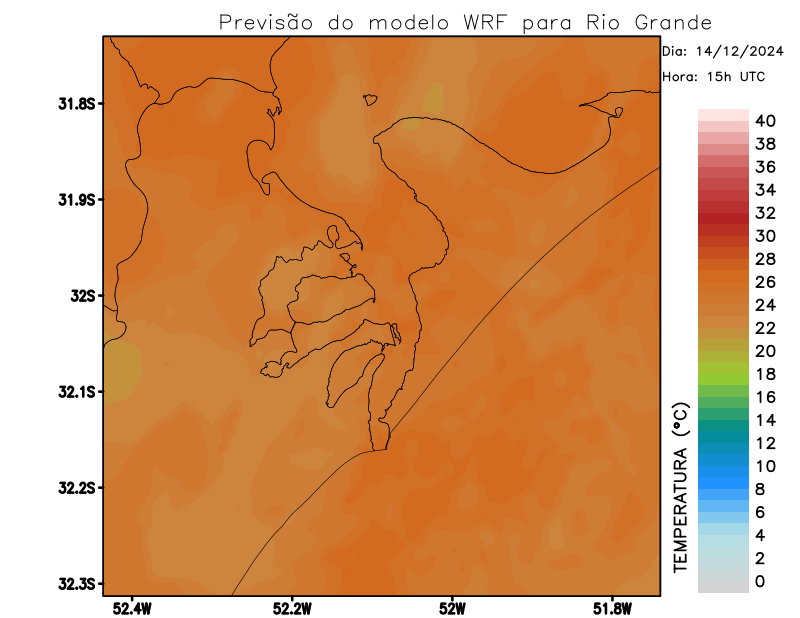 Previsão do modelo WRF para Rio Grande
Dia: 14/12/2024
Hora: 15h UTC
31.8S
31.9S
32S
32.1S
32.2S
32.3S
52.4W
52.2W
52W
51.8W
TEMPERATURA (°C)
40
38
36
34
32
30
28
26
24
22
20
18
16
14
12
10
8
6
4
2
0